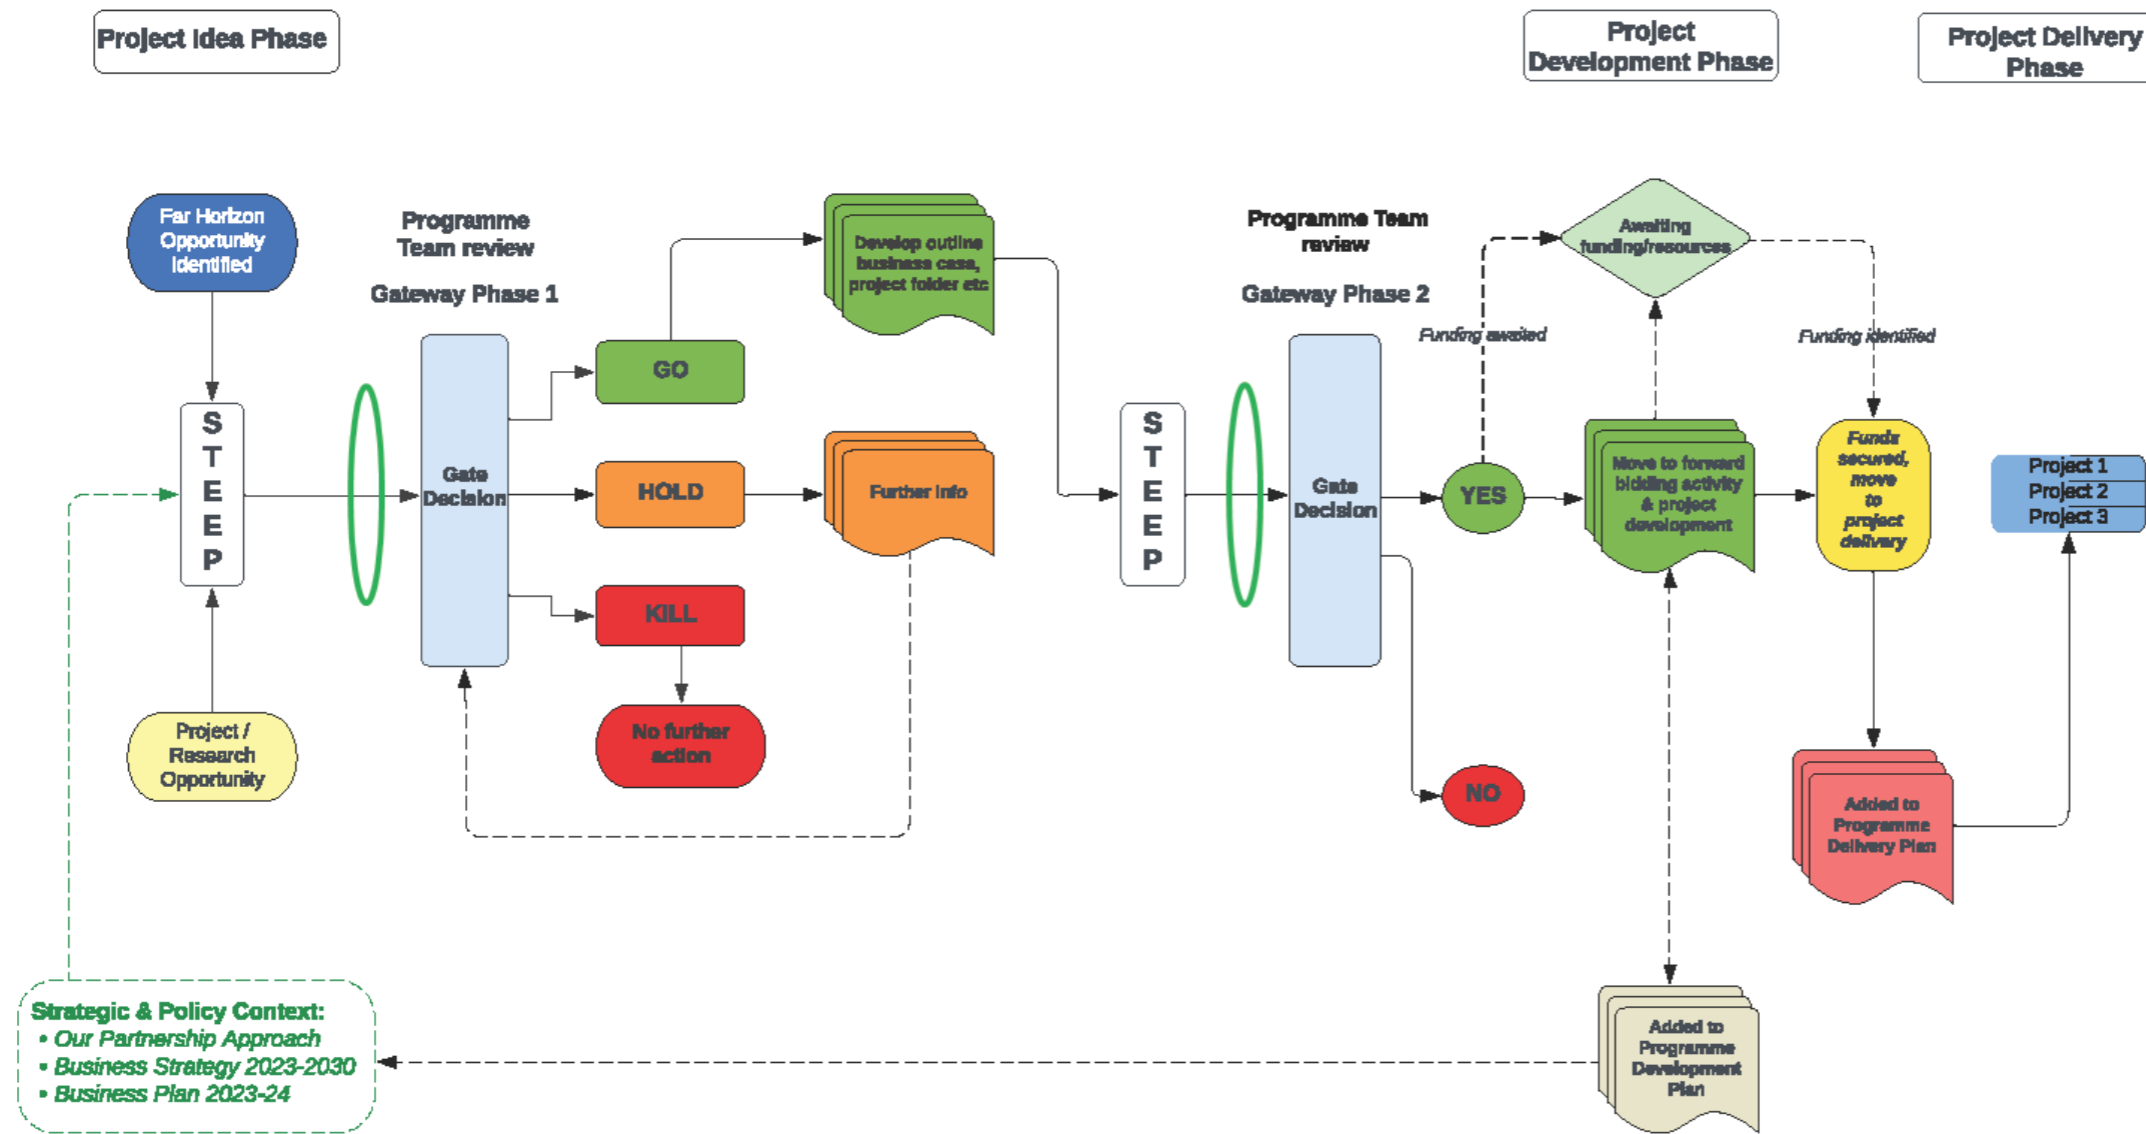 Project Idea Phase
Project
Development Phase
Project Delivery
Phase
Far Horizon
Opportunity
Identified
Programme
Team review
Gateway Phase 1
Develop outline
business case,
project folder etc
Programme Team
review
Gateway Phase 2
Awaiting
funding/resources
Funding awaited
Funding identified
S
T
E
E
P
Gate
Decision
GO
HOLD
KILL
Further info
No further
action
S
T
E
E
P
Gate
Decision
YES
NO
Move to forward
bidding activity
& project
development
Funds
secured,
move
to
project
delivery
Project 1
Project 2
Project 3
Project /
Research
Opportunity
Added to
Programme
Delivery Plan
Strategic & Policy Context:
• Our Partnership Approach
• Business Strategy 2023-2030
• Business Plan 2023-24
Added to
Programme
Development
Plan